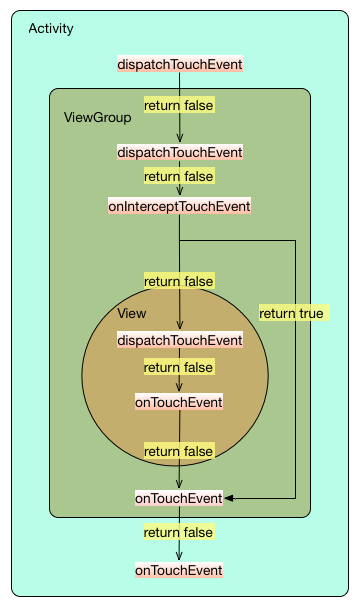 Activity
dispatchTouchEvent
return false
ViewGroup
dispatchTouchEvent
return false
onInterceptTouchEvent
return false
return true
View
dispatchTouchEvent
return false
onTouchEvent
return false
onTouchEvent
return false
onTouchEvent